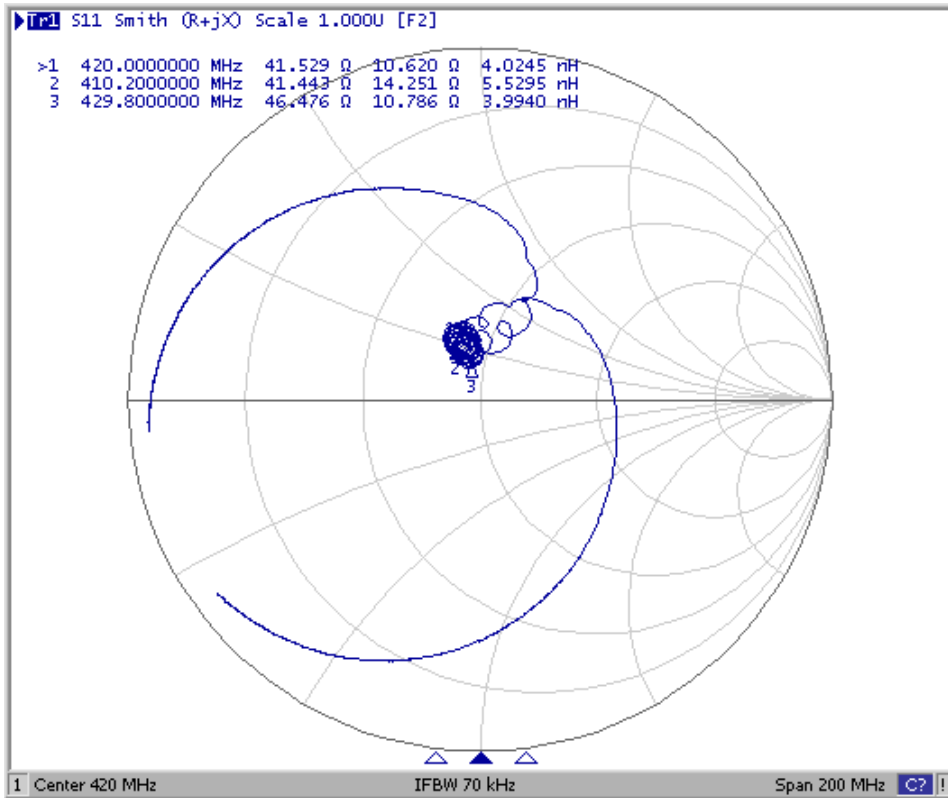 Tr1 S11 Smith (R+jX) Scale 1.000U [F2]
>1 420.0000000 MHz 41.529 Ω 10.620 Ω 4.0245 nH
2 410.2000000 MHz 41.443 Ω 14.251 Ω 5.5295 nH
3 429.8000000 MHz 46.476 Ω 10.786 Ω 3.9940 nH
2
3
1 Center 420 MHz IFBW 70 kHz Span 200 MHz C? !